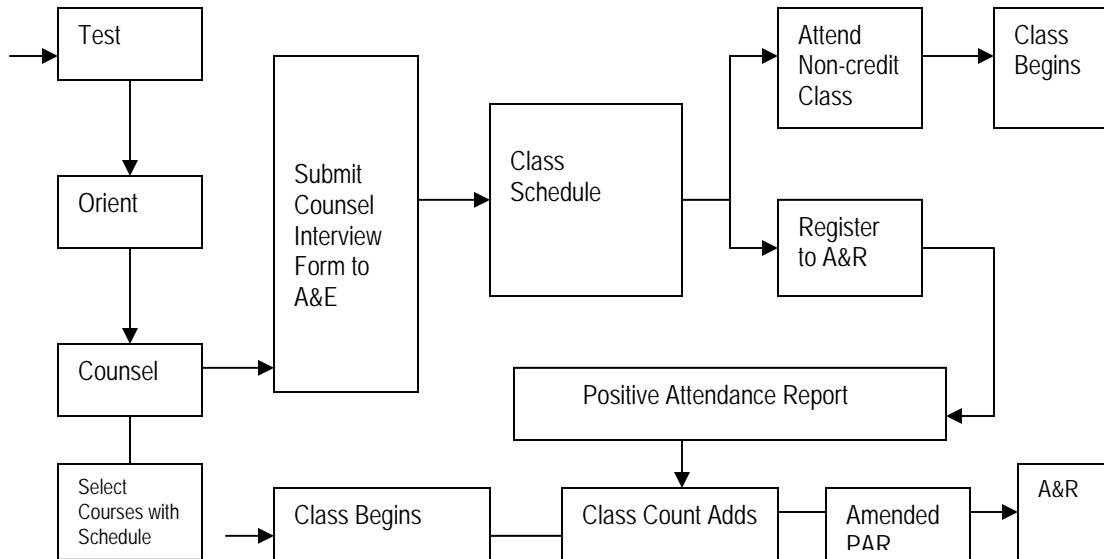 Test
Orient
Counsel
Select
Courses with
Schedule
Submit
Counsel
Interview
Form to
A&E
Class
Schedule
Attend
Non-credit
Class
Class
Begins
Register
to A&R
Positive Attendance Report
Class Begins
Class Count Adds
Amended
PAR
A&R